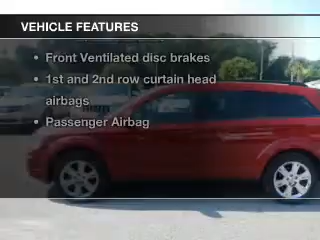 VEHICLE FEATURES
• Front Ventilated disc brakes
• 1st and 2nd row curtain head
airbags
• Passenger Airbag